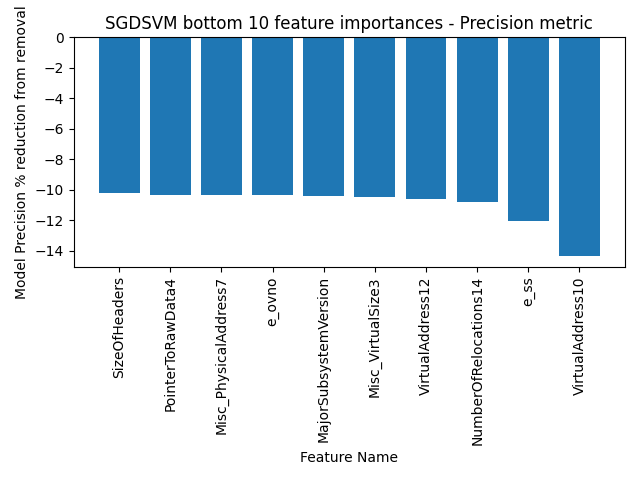 SGDSVM bottom 10 feature importances - Precision metric
Model Precision % reduction from removal
0
−2
−4
−6
−8
−10
−12
−14
SizeOfHeaders
PointerToRawData4
Misc_PhysicalAddress7
e_ovno
MajorSubsystemVersion
Misc_VirtualSize3
VirtualAddress12
NumberOfRelocations14
e_ss
VirtualAddress10
Feature Name